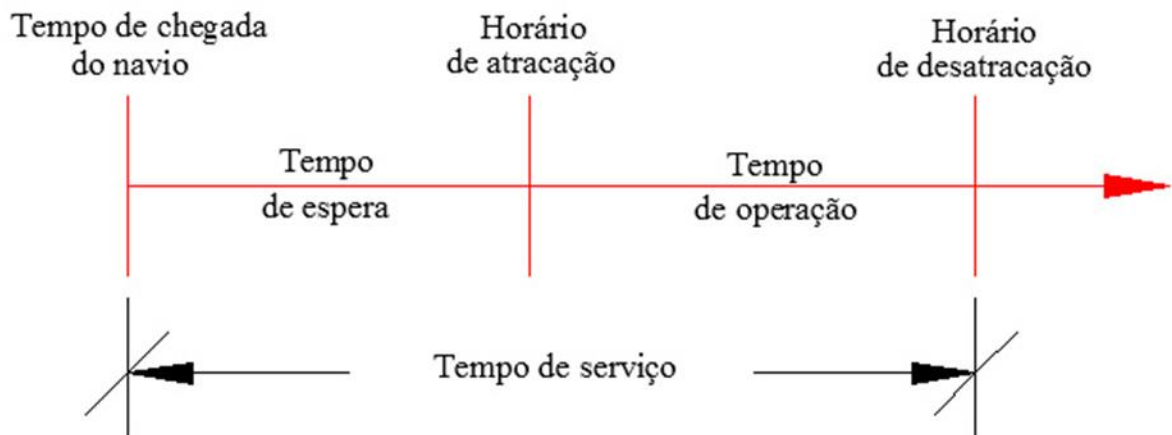 Tempo de chegada
do navio
Horário
de atracação
Horário
de desatracação
Tempo
de espera
Tempo
de operação
Tempo de serviço